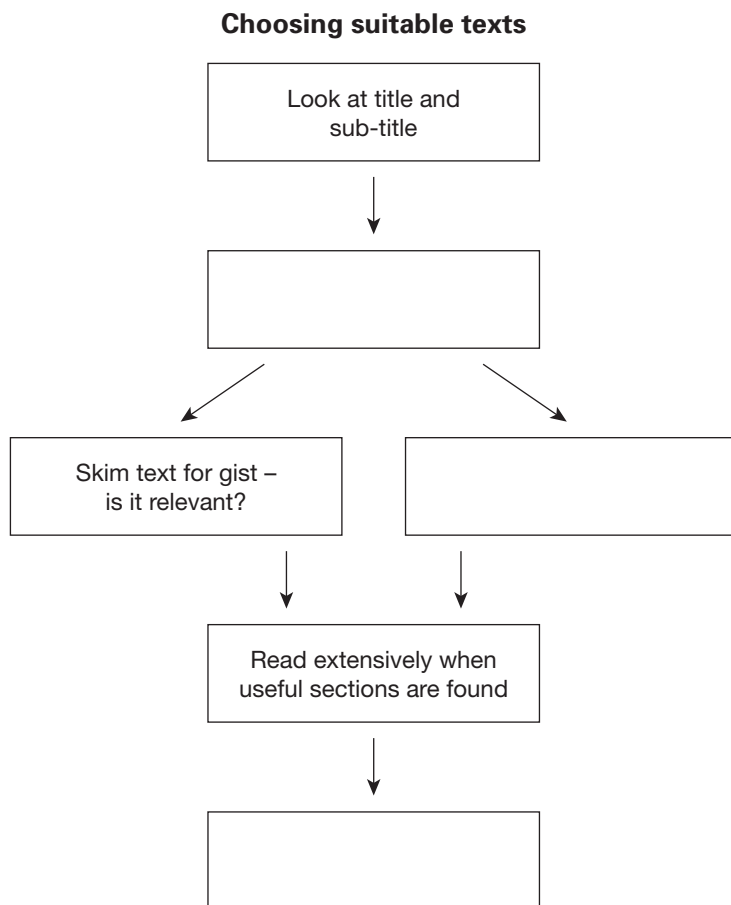 Choosing suitable texts
Look at title and
sub-title
Skim text for gist –
is it relevant?
Read extensively when
useful sections are found